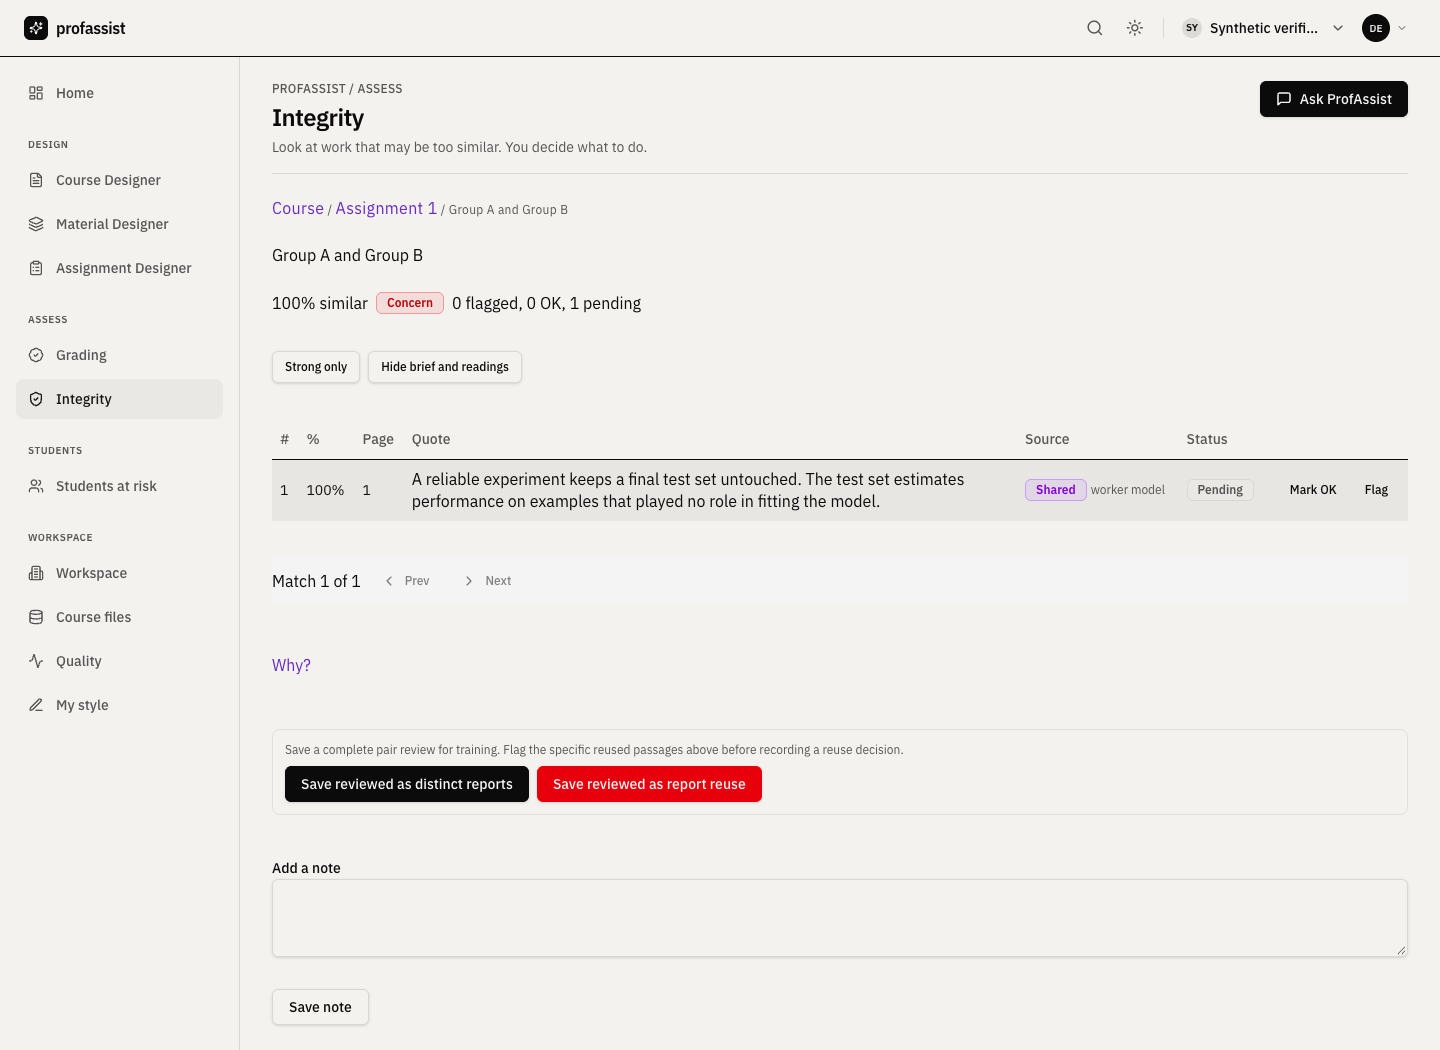 profassist
SY Synthetic verifi... DE
Home
DESIGN
Course Designer
Material Designer
Assignment Designer
ASSESS
Grading
Integrity
STUDENTS
Students at risk
WORKSPACE
Workspace
Course files
Quality
My style
PROFASSIST / ASSESS
Integrity
Look at work that may be too similar. You decide what to do.
Ask ProfAssist
Course / Assignment 1 / Group A and Group B
Group A and Group B
100% similar Concern 0 flagged, 0 OK, 1 pending
Strong only Hide brief and readings
# % Page Quote Source Status
1 100% 1 A reliable experiment keeps a final test set untouched. The test set estimates
performance on examples that played no role in fitting the model.
Shared worker model Pending Mark OK Flag
Match 1 of 1 Prev Next
Why?
Save a complete pair review for training. Flag the specific reused passages above before recording a reuse decision.
Save reviewed as distinct reports Save reviewed as report reuse
Add a note
Save note